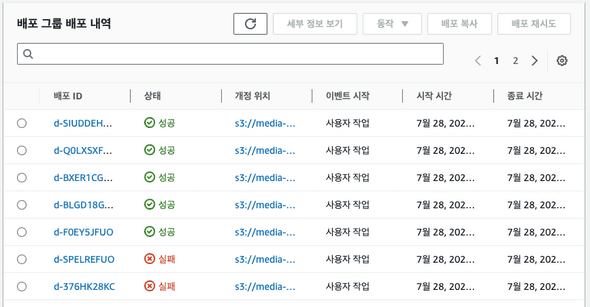 배포 그룹 배포 내역 세부 정보 보기 동작 배포 복사 배포 재시도
1 2
배포 ID 상태 개정 위치 이벤트 시작 시작 시간 종료 시간
d-SIUDDEH... 성공 s3://media-... 사용자 작업 7월 28, 202... 7월 28, 202...
d-Q0LXSXF... 성공 s3://media-... 사용자 작업 7월 28, 202... 7월 28, 202...
d-BXER1CG... 성공 s3://media-... 사용자 작업 7월 28, 202... 7월 28, 202...
d-BLGD18G... 성공 s3://media-... 사용자 작업 7월 28, 202... 7월 28, 202...
d-F0EY5JFUO 성공 s3://media-... 사용자 작업 7월 28, 202... 7월 28, 202...
d-SPELREFUO 실패 s3://media-... 사용자 작업 7월 28, 202... 7월 28, 202...
d-376HK28KC 실패 s3://media-... 사용자 작업 7월 28, 202... 7월 28, 202...